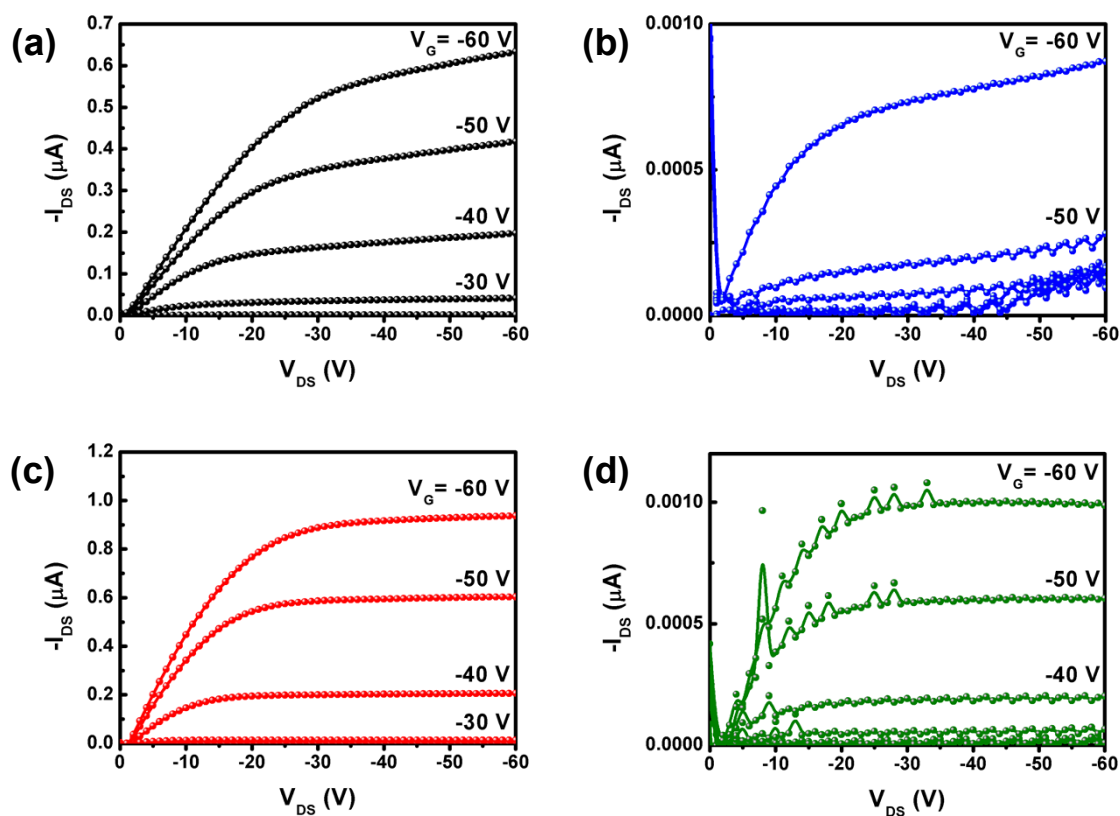 (a)
0.7
0.6
0.5
0.4
0.3
0.2
0.1
0.0
-I_DS (μA)
V_G= -60 V
-50 V
-40 V
-30 V
0 -10 -20 -30 -40 -50 -60
V_DS (V)
(b)
0.0010
0.0005
0.0000
-I_DS (μA)
V_G= -60 V
-50 V
0 -10 -20 -30 -40 -50 -60
V_DS (V)
(c)
1.2
1.0
0.8
0.6
0.4
0.2
0.0
-I_DS (μA)
V_G= -60 V
-50 V
-40 V
-30 V
0 -10 -20 -30 -40 -50 -60
V_DS (V)
(d)
0.0010
0.0005
0.0000
-I_DS (μA)
V_G= -60 V
-50 V
-40 V
0 -10 -20 -30 -40 -50 -60
V_DS (V)